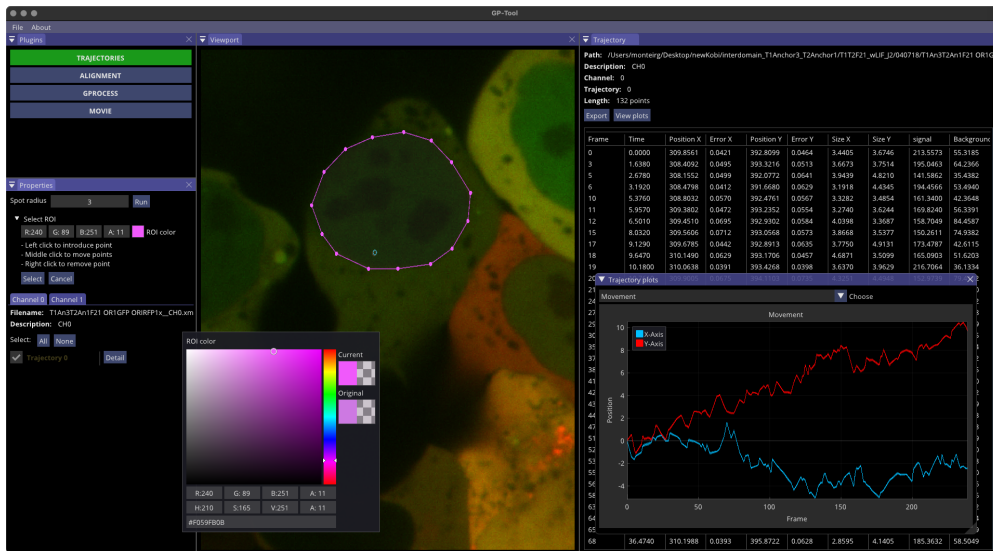 GP-Tool
File About
Plugins
TRAJECTORIES
ALIGNMENT
GPROCESS
MOVIE
Properties
Spot radius 3 Run
Select ROI
R:240 G: 89 B:251 A: 11 ROI color
- Left click to introduce point
- Middle click to move points
- Right click to remove point
Select Cancel
Channel 0 Channel 1
Filename: T1An3T2An1F21 OR1GFP ORIRFP1x__CH0.xm
Description: CH0
Select: All None
Trajectory 0 Detail
Viewport
0
ROI color
Current
Original
R:240 G: 89 B:251 A: 11
H:210 S:165 V:251 A: 11
#F059FB0B
Trajectory
Path: /Users/monteirg/Desktop/newKobi/interdomain_T1Anchor3_T2Anchor1/T1T2F21_wLIF_J2/040718/T1An3T2An1F21 OR1G
Description: CH0
Channel: 0
Trajectory: 0
Length: 132 points
Export View plots
Frame Time Position X Error X Position Y Error Y Size X Size Y signal Background
0 0.0000 309.8561 0.0421 392.8099 0.0464 3.4405 3.6746 213.5573 55.3185
3 1.6380 308.4092 0.0495 393.3216 0.0513 3.6673 3.7514 195.0463 64.2366
5 2.6780 308.1552 0.0499 392.0772 0.0641 3.9439 4.8210 141.5862 35.4382
6 3.1920 308.4798 0.0412 391.6680 0.0629 3.1918 4.4345 194.4566 53.4940
10 5.3760 308.8032 0.0570 392.4761 0.0567 3.3282 3.4854 161.3400 42.3648
11 5.9570 309.3802 0.0472 393.2352 0.0554 3.2740 3.6244 169.8240 56.3391
12 6.5010 309.4510 0.0695 392.9302 0.0584 4.0398 3.3687 158.7049 84.4587
15 8.0320 309.5606 0.0712 393.0568 0.0573 3.8668 3.5377 150.2611 74.9382
17 9.1290 309.6785 0.0442 392.8913 0.0635 3.7750 4.9131 173.4787 42.6115
18 9.6470 310.1490 0.0629 393.1706 0.0457 4.6871 3.5099 165.0903 51.6203
19 10.1800 310.0638 0.0391 393.4268 0.0398 3.6370 3.9629 216.7064 36.1334
Trajectory plots
Movement Choose
Movement
X-Axis
Y-Axis
10
8
6
4
2
0
-2
-4
Position
0 50 100 150 200
Frame
68 36.4740 310.1988 0.0393 395.8722 0.0628 2.8595 4.1405 185.3632 58.5049